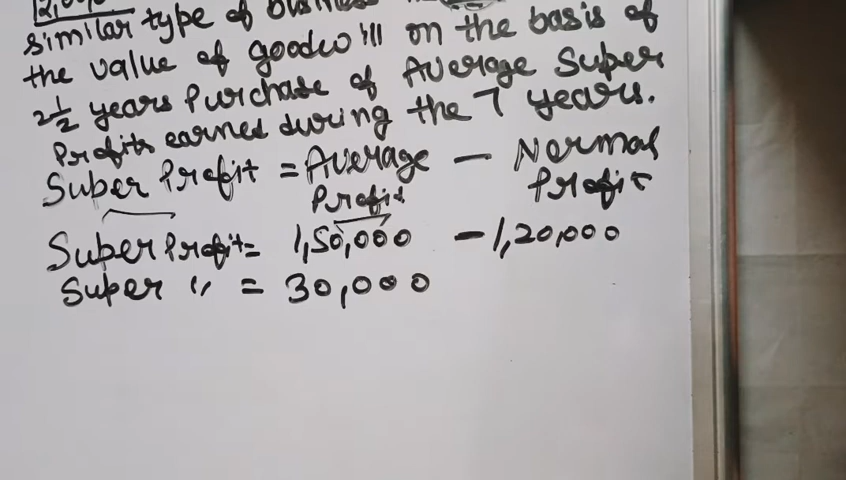 similar type of
the value of goodwill on the basis of
2 1/2 years Purchase of Average Super
Profits earned during the 7 years.
Super Profit = Average - Normal
Profit Profit
Super Profit = 1,50,000 - 1,20,000
Super " = 30,000